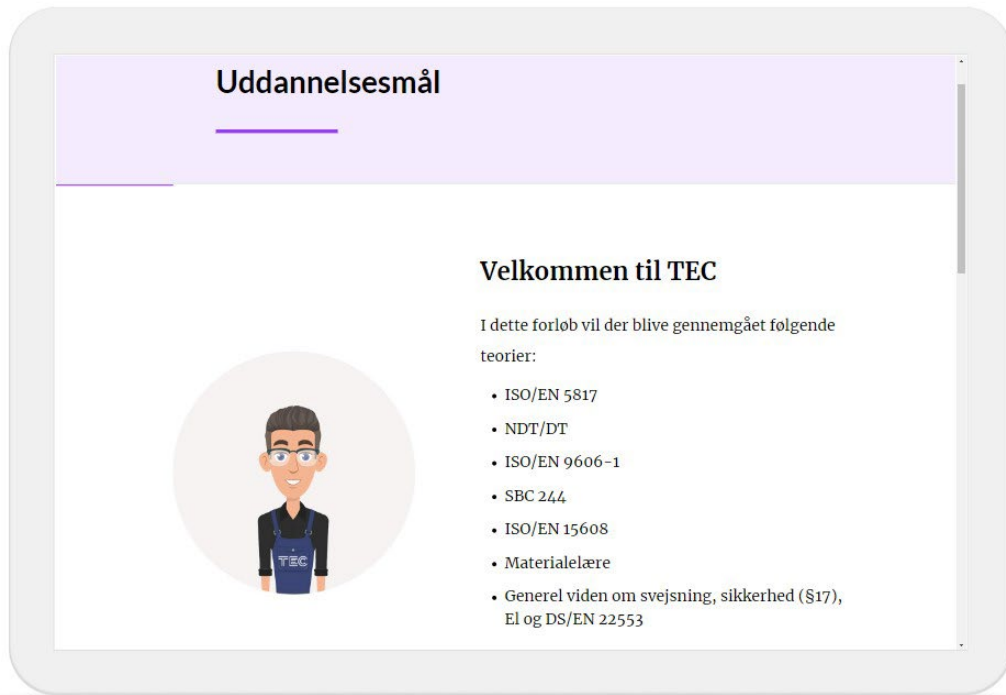 Uddannelsesmål
Velkommen til TEC
I dette forløb vil der blive gennemgået følgende
teorier:
• ISO/EN 5817
• NDT/DT
• ISO/EN 9606-1
• SBC 244
• ISO/EN 15608
• Materialelære
• Generel viden om svejsning, sikkerhed (§17),
El og DS/EN 22553
TEC